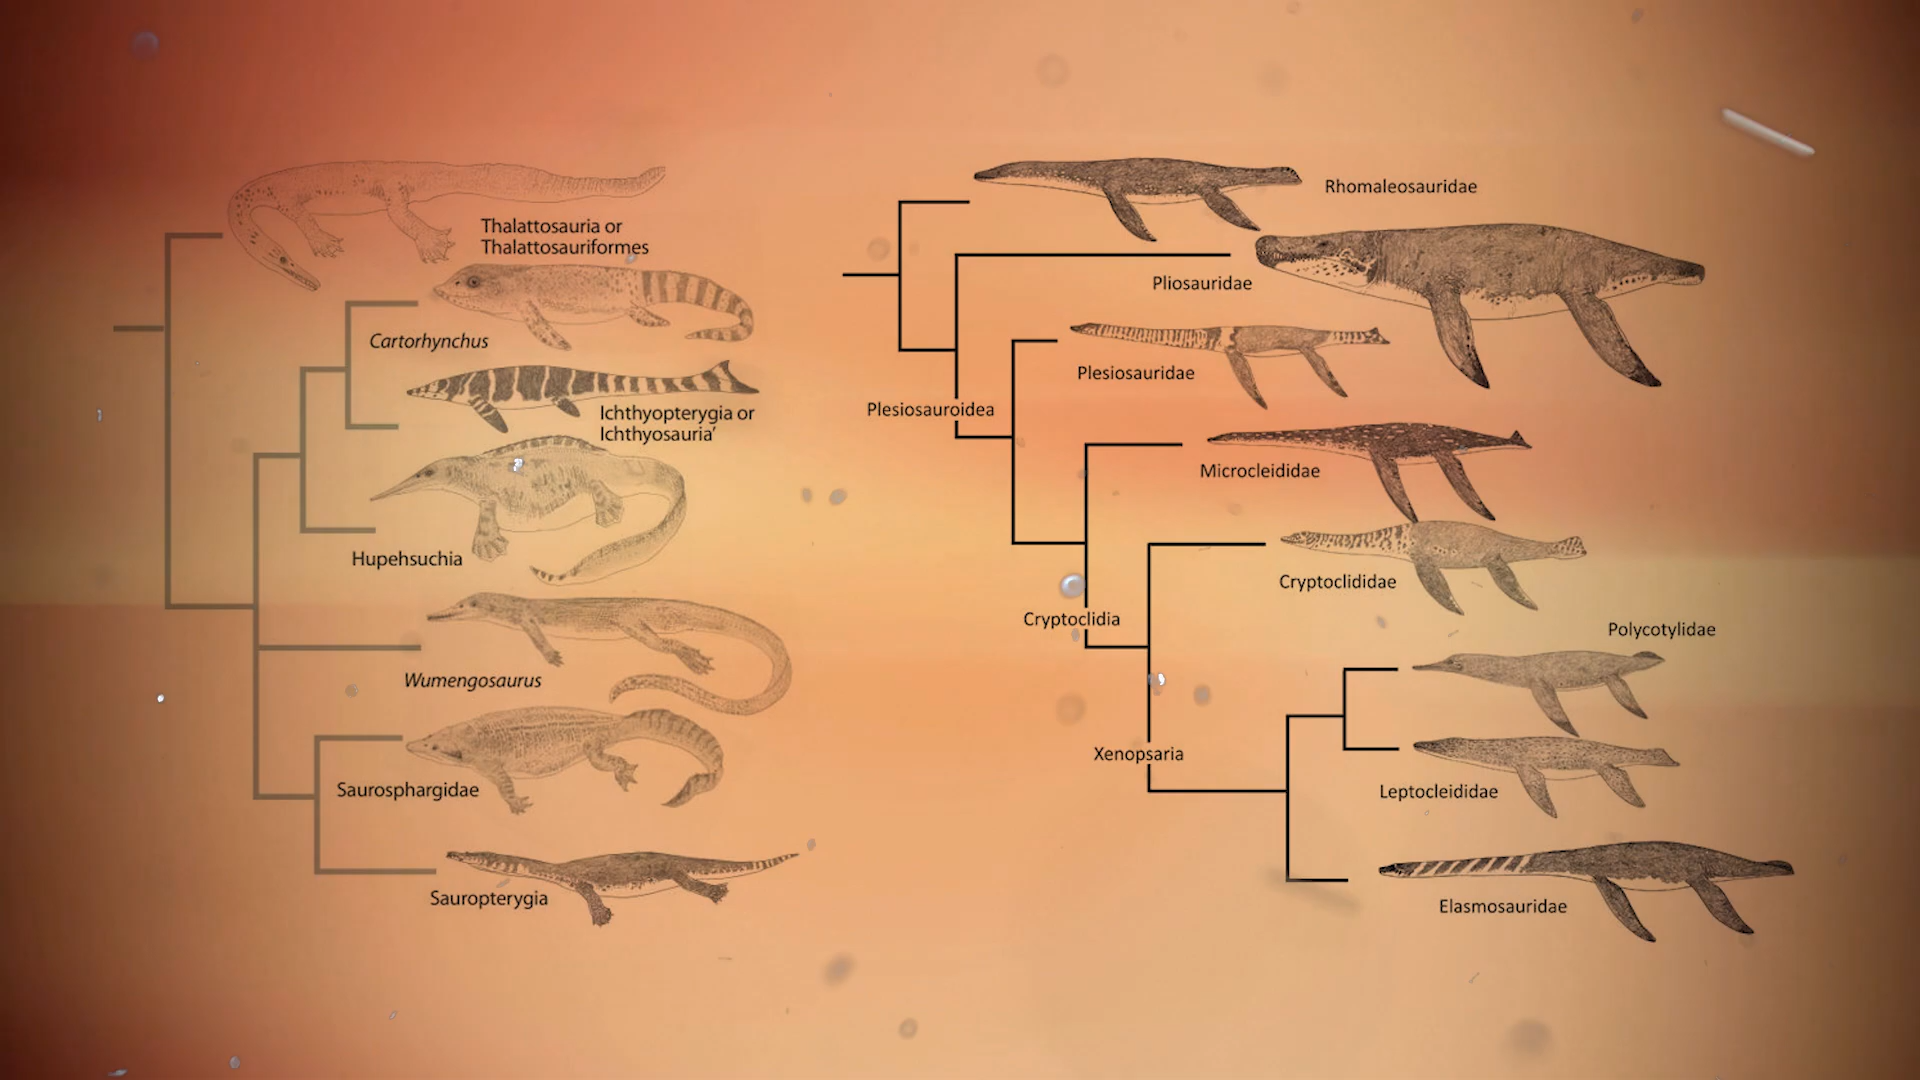 Thalattosauria or
Thalattosauriformes
Cartorhynchus
Ichthyopterygia or
Ichthyosauria’
Hupehsuchia
Wumengosaurus
Saurosphargidae
Sauropterygia
Rhomaleosauridae
Pliosauridae
Plesiosauridae
Plesiosauroidea
Microcleididae
Cryptoclididae
Cryptoclidia
Polycotylidae
Xenopsaria
Leptocleididae
Elasmosauridae